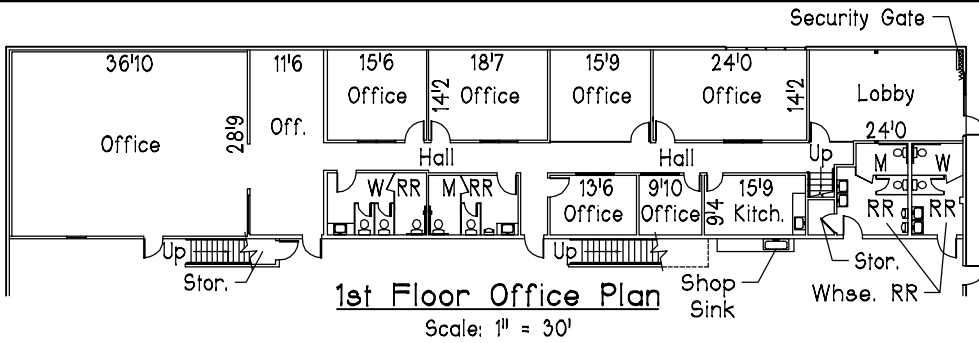 Security Gate
36'10
11'6
15'6
18'7
15'9
24'0
Office
28'9
Off.
Office
14'2
Office
Office
Office
14'2
Lobby
24'0
Hall
Hall
Up
M
W
W
RR
M
RR
13'6
Office
9'10
Office
9'4
15'9
Kitch.
RR
RR
Up
Stor.
Up
Shop
Sink
Stor.
Whse. RR
1st Floor Office Plan
Scale: 1" = 30'